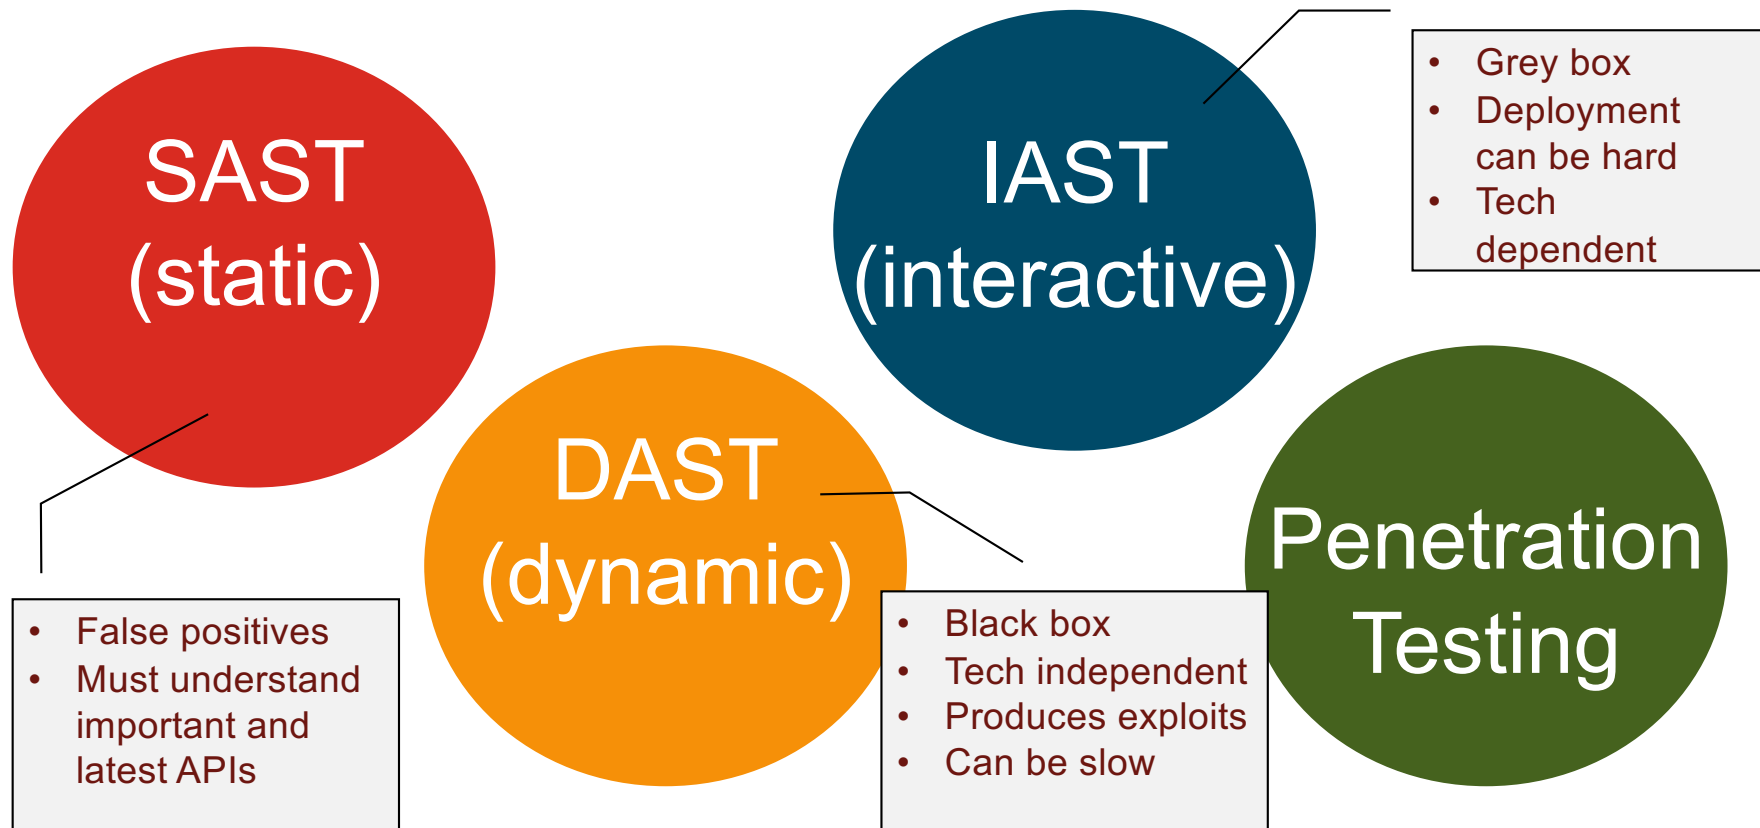 SAST
(static)
• False positives
• Must understand
important and
latest APIs
DAST
(dynamic)
• Black box
• Tech independent
• Produces exploits
• Can be slow
IAST
(interactive)
• Grey box
• Deployment
can be hard
• Tech
dependent
Penetration
Testing